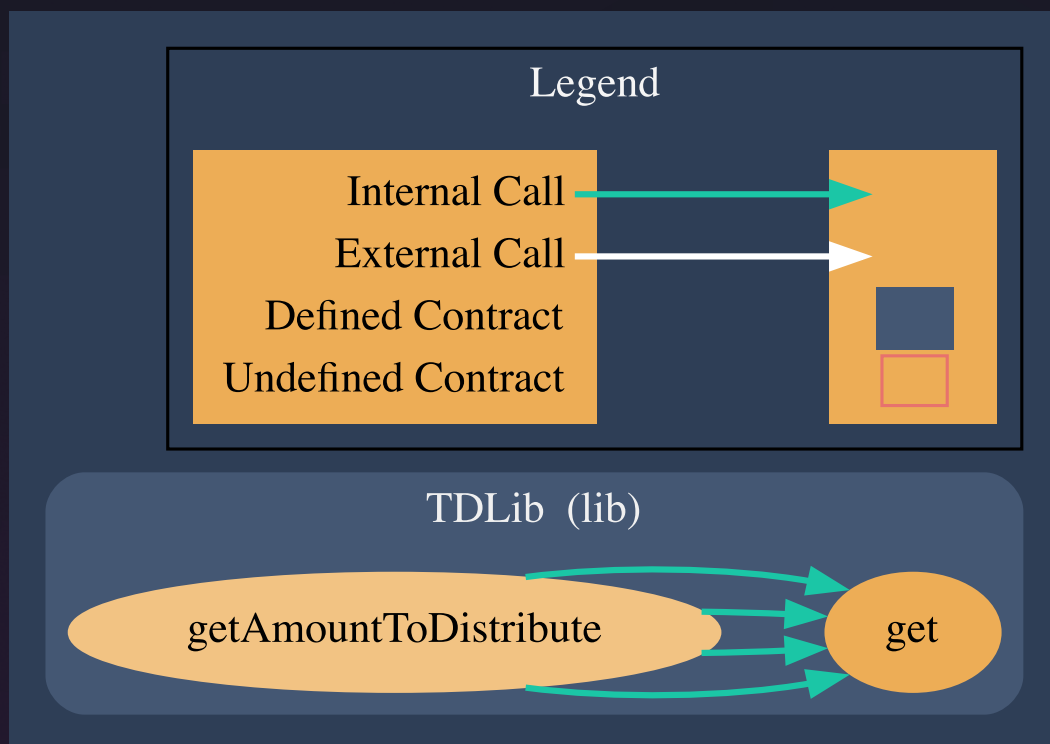 Legend
Internal Call
External Call
Defined Contract
Undefined Contract
TDLib (lib)
getAmountToDistribute
get